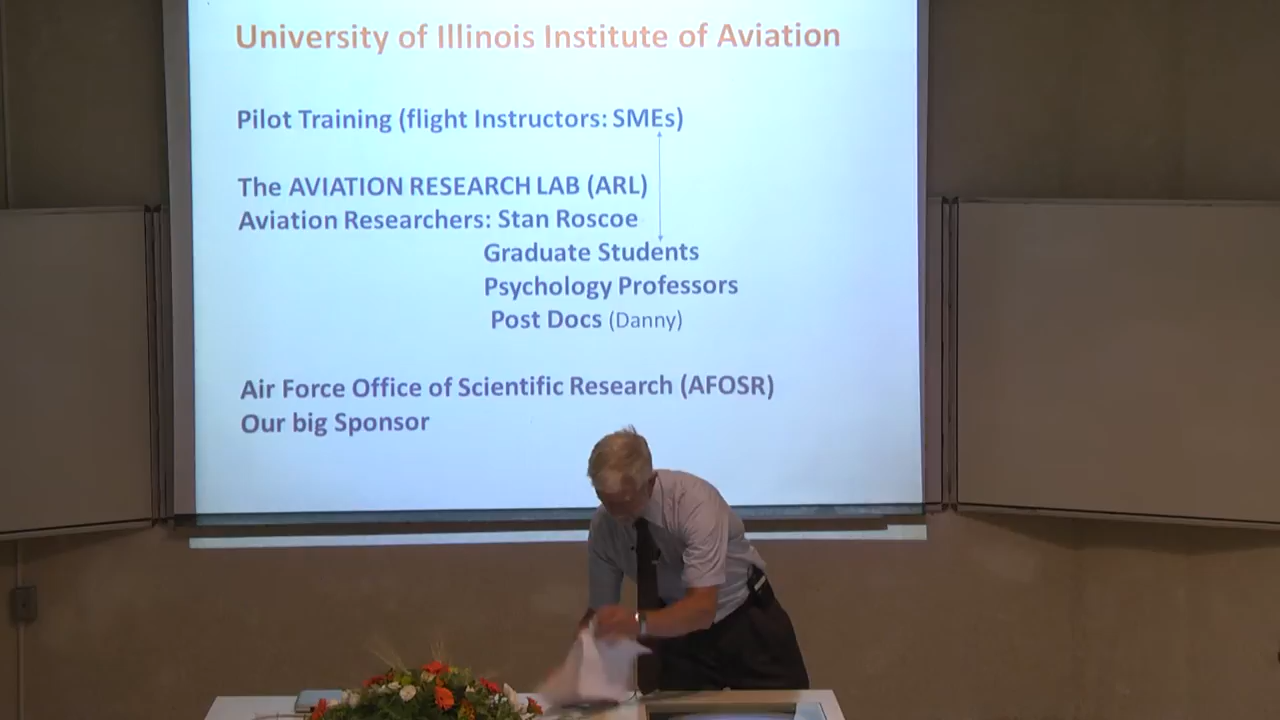 University of Illinois Institute of Aviation
Pilot Training (flight Instructors: SMEs)
The AVIATION RESEARCH LAB (ARL)
Aviation Researchers: Stan Roscoe
Graduate Students
Psychology Professors
Post Docs (Danny)
Air Force Office of Scientific Research (AFOSR)
Our big Sponsor